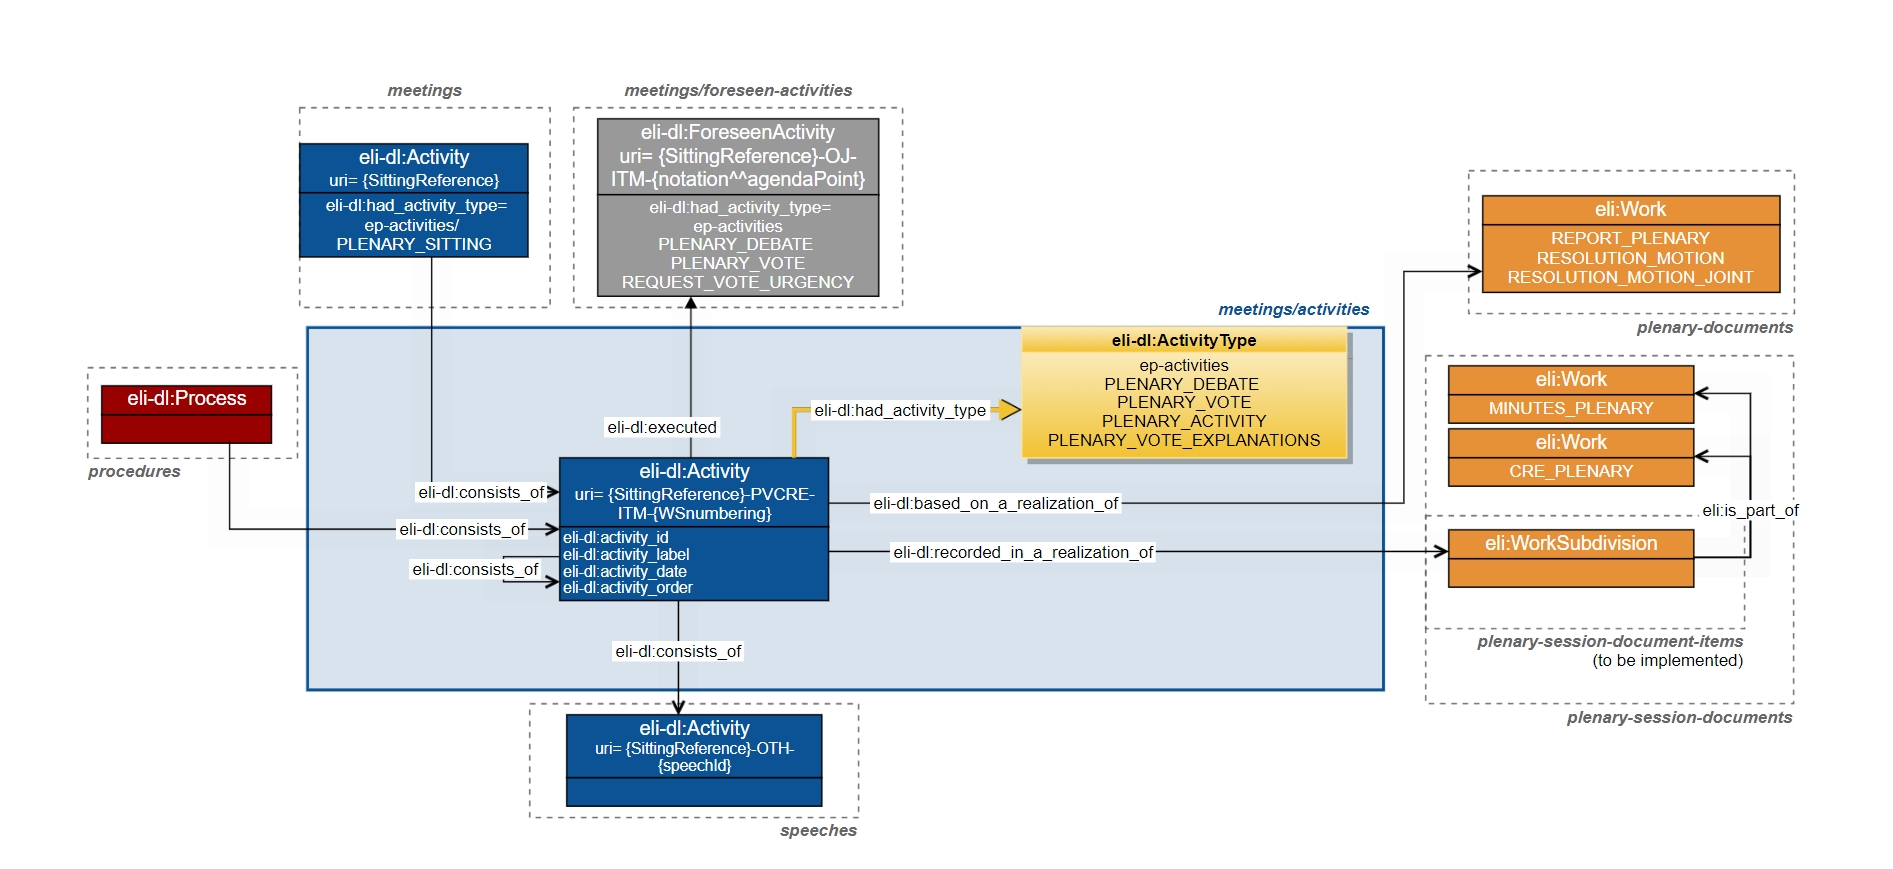 meetings
eli-dl:Activity
uri= {SittingReference}
eli-dl:had_activity_type=
ep-activities/
PLENARY_SITTING
meetings/foreseen-activities
eli-dl:ForeseenActivity
uri= {SittingReference}-OJ-
ITM-{notation^^agendaPoint}
eli-dl:had_activity_type=
ep-activities
PLENARY_DEBATE
PLENARY_VOTE
REQUEST_VOTE_URGENCY
eli:Work
REPORT_PLENARY
RESOLUTION_MOTION
RESOLUTION_MOTION_JOINT
plenary-documents
meetings/activities
eli-dl:ActivityType
ep-activities
PLENARY_DEBATE
PLENARY_VOTE
PLENARY_ACTIVITY
PLENARY_VOTE_EXPLANATIONS
eli-dl:had_activity_type
eli-dl:executed
eli-dl:Process
procedures
eli-dl:consists_of
eli-dl:consists_of
eli-dl:consists_of
eli-dl:Activity
uri= {SittingReference}-PVCRE-
ITM-{WSnumbering}
eli-dl:activity_id
eli-dl:activity_label
eli-dl:activity_date
eli-dl:activity_order
eli-dl:based_on_a_realization_of
eli-dl:recorded_in_a_realization_of
eli:Work
MINUTES_PLENARY
eli:Work
CRE_PLENARY
eli:is_part_of
eli:WorkSubdivision
plenary-session-document-items
(to be implemented)
plenary-session-documents
eli-dl:consists_of
eli-dl:Activity
uri= {SittingReference}-OTH-
{speechId}
speeches